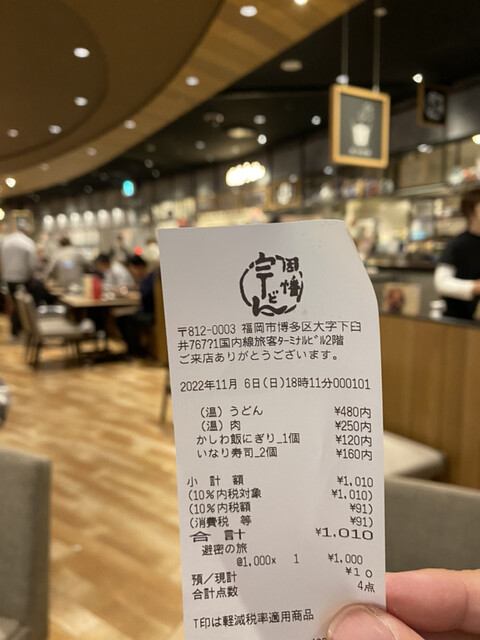 因幡うどん
〒812-0003 福岡市博多区大字下臼
井767?1国内線旅客ﾀｰﾐﾅﾙﾋﾞﾙ2階
ご来店ありがとうございます。
2022年11月 6日(日)18時11分000101
(温)うどん ¥480内
(温)肉 ¥250内
かしわ飯にぎり_1個 ¥120内
いなり寿司_2個 ¥160内
小 計 額 ¥1,010
(10%内税対象 ¥1,010)
(10%内税額 ¥91)
(消費税 等 ¥91)
合 計 ¥1,010
避密の旅
@1,000× 1 ¥1,000
預/現計 ¥10
合計点数 4点
T印は軽減税率適用商品